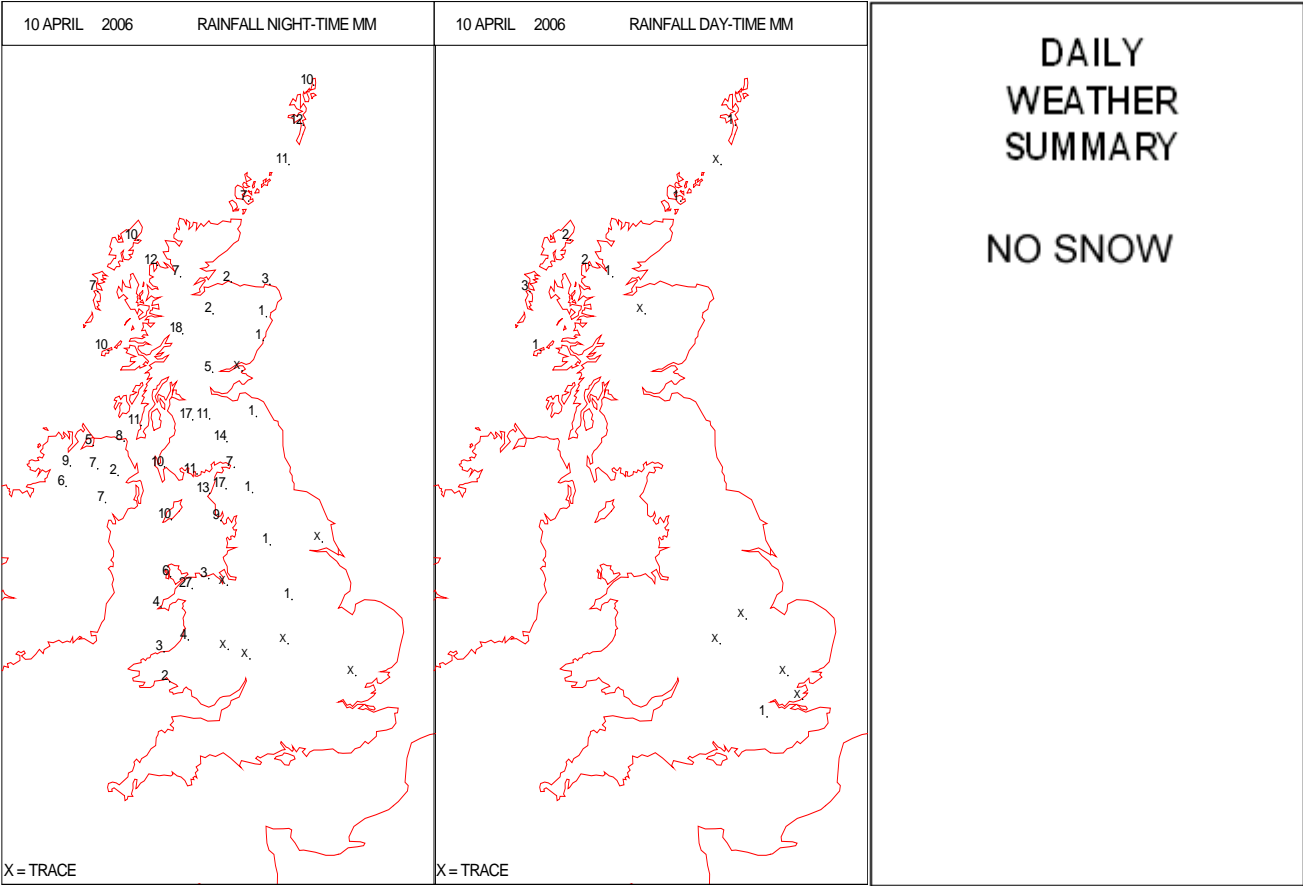 10 APRIL 2006 RAINFALL NIGHT-TIME MM
10
12
11
7
10
12
7
2
3
7
2
1
18
1
10
5
X
11
17
11
1
5
8
14
9
7
2
10
11
7
6
13
17
1
7
10
9
1
X
6
27
3
X
4
1
4
3
X
X
X
2
X
X = TRACE
10 APRIL 2006 RAINFALL DAY-TIME MM
1
X
1
2
2
1
3
X
1
X
X
X
X
1
X = TRACE
DAILY
WEATHER
SUMMARY
NO SNOW